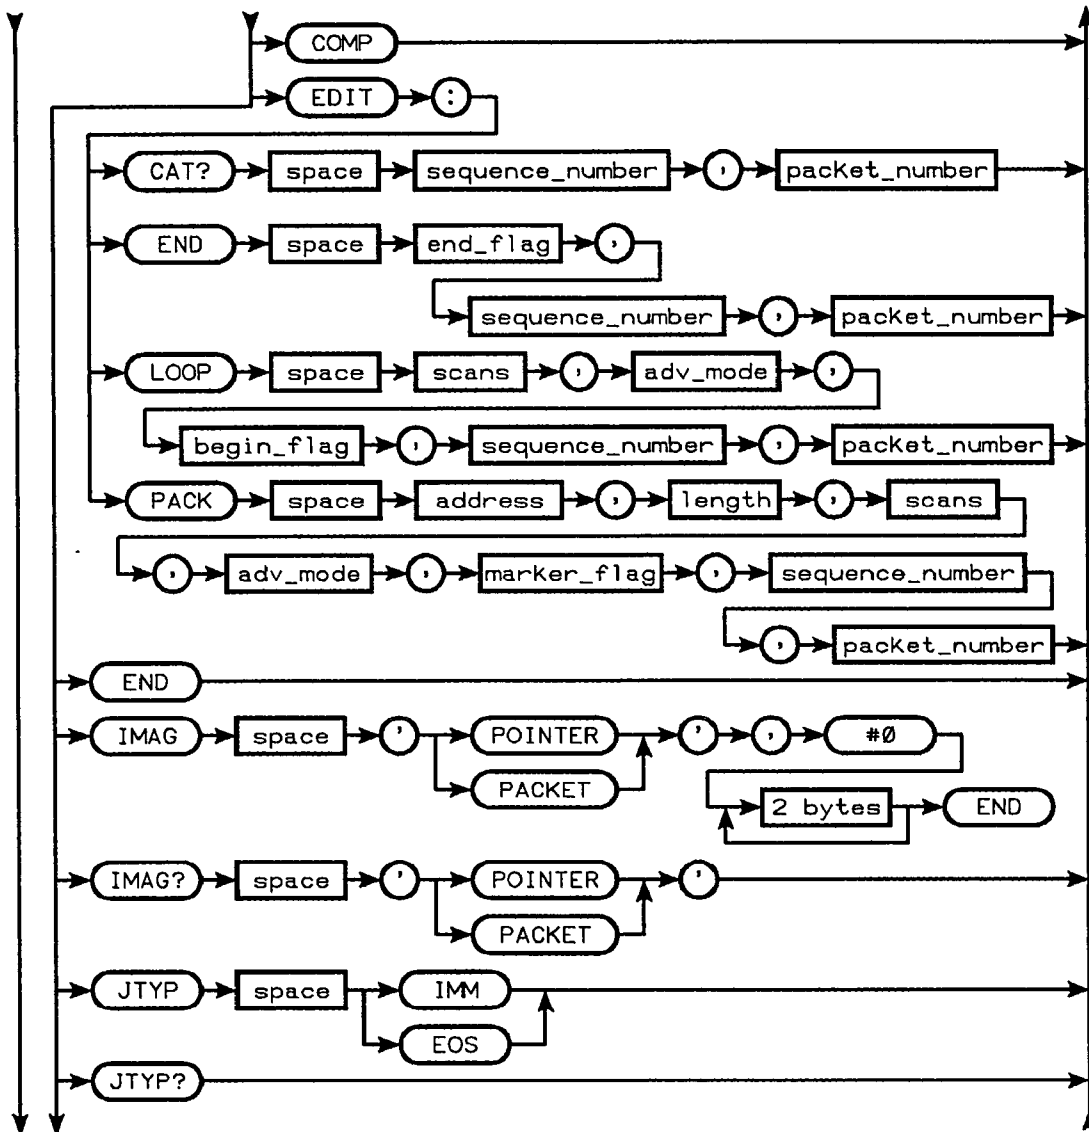 COMP
EDIT :
CAT? space sequence_number , packet_number
END space end_flag ,
sequence_number , packet_number
LOOP space scans , adv_mode ,
begin_flag , sequence_number , packet_number
PACK space address , length , scans
, adv_mode , marker_flag , sequence_number
, packet_number
END
IMAG space ' POINTER ' , #0
PACKET
2 bytes END
IMAG? space ' POINTER '
PACKET
JTYP space IMM
EOS
JTYP?